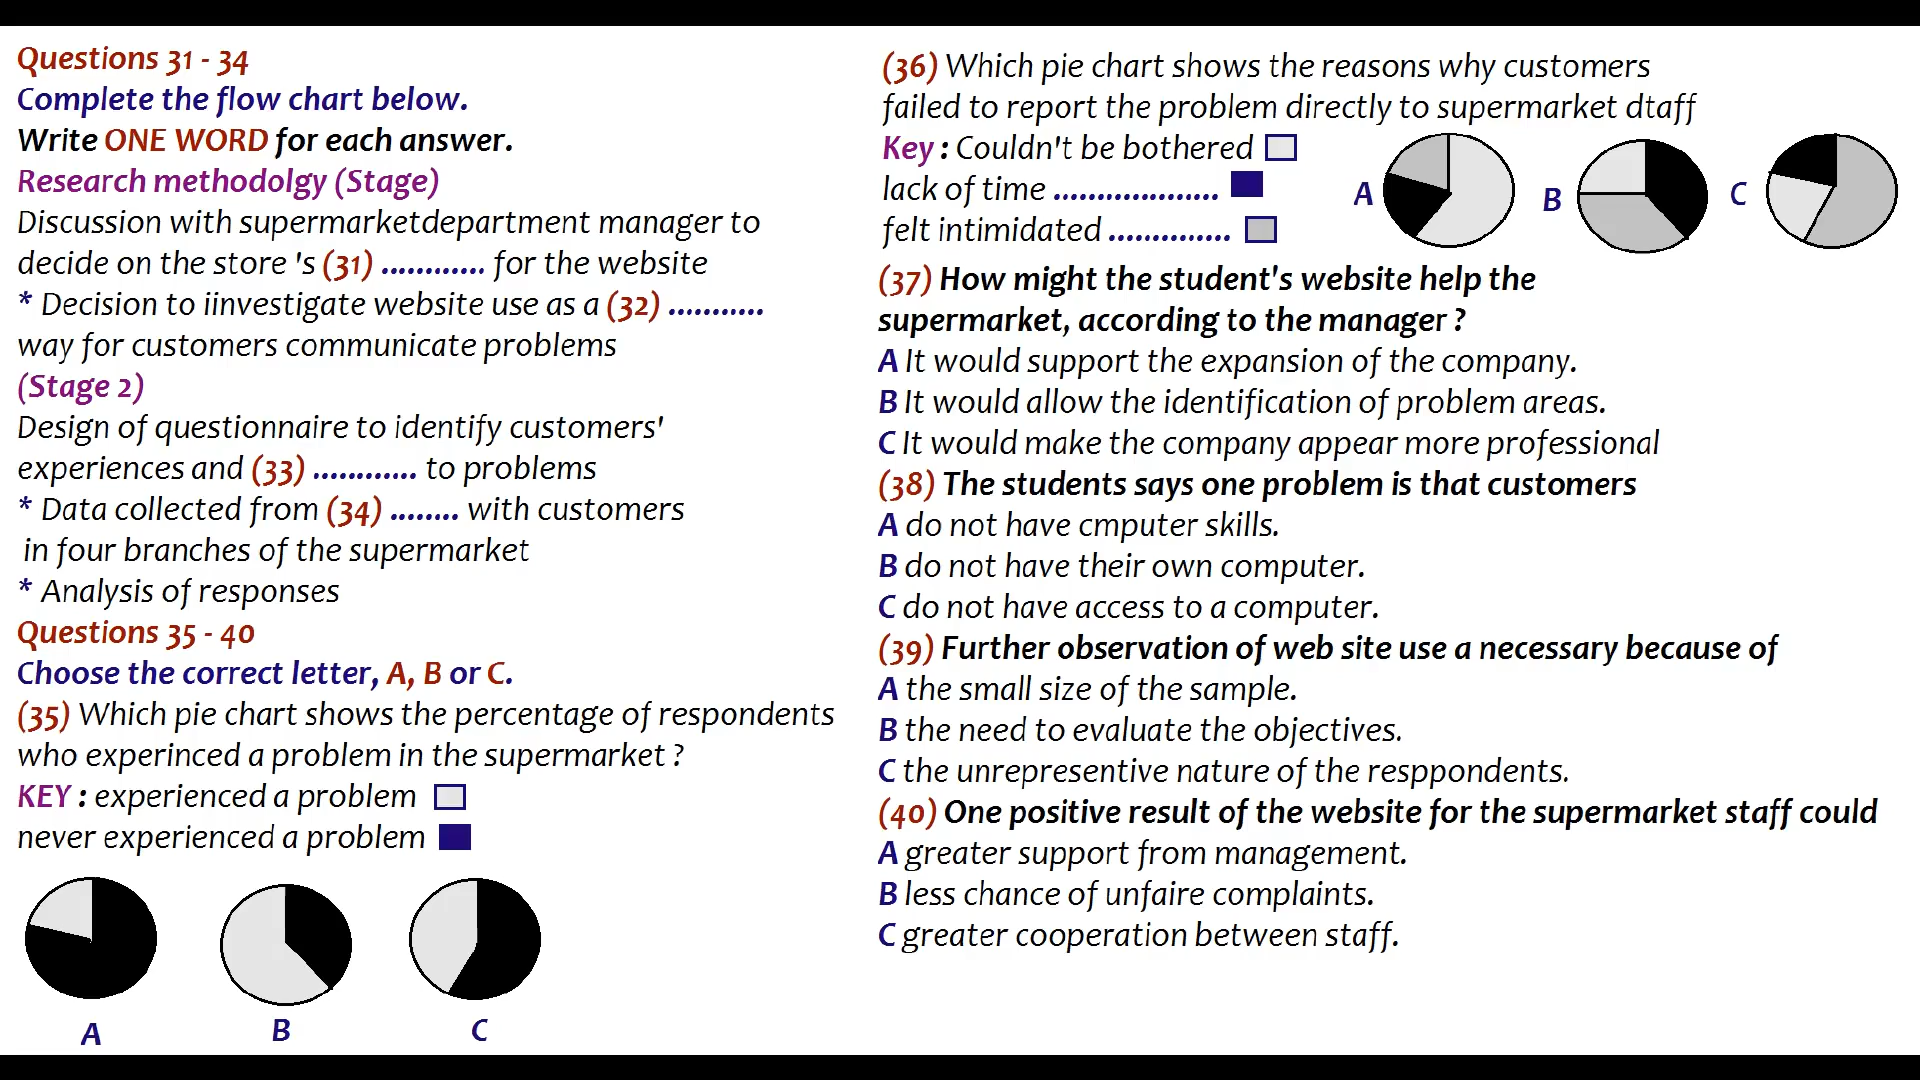 Questions 31 - 34
Complete the flow chart below.
Write ONE WORD for each answer.
Research methodolgy (Stage)
Discussion with supermarketdepartment manager to
decide on the store 's (31) ............ for the website
* Decision to iinvestigate website use as a (32) ...........
way for customers communicate problems
(Stage 2)
Design of questionnaire to identify customers'
experiences and (33) ............ to problems
* Data collected from (34) ........ with customers
in four branches of the supermarket
* Analysis of responses
Questions 35 - 40
Choose the correct letter, A, B or C.
(35) Which pie chart shows the percentage of respondents
who experinced a problem in the supermarket ?
KEY : experienced a problem
never experienced a problem
A
B
C
(36) Which pie chart shows the reasons why customers
failed to report the problem directly to supermarket dtaff
Key : Couldn't be bothered
lack of time ...................
felt intimidated ..............
A
B
C
(37) How might the student's website help the
supermarket, according to the manager ?
A It would support the expansion of the company.
B It would allow the identification of problem areas.
C It would make the company appear more professional
(38) The students says one problem is that customers
A do not have cmputer skills.
B do not have their own computer.
C do not have access to a computer.
(39) Further observation of web site use a necessary because of
A the small size of the sample.
B the need to evaluate the objectives.
C the unrepresentive nature of the resppondents.
(40) One positive result of the website for the supermarket staff could
A greater support from management.
B less chance of unfaire complaints.
C greater cooperation between staff.